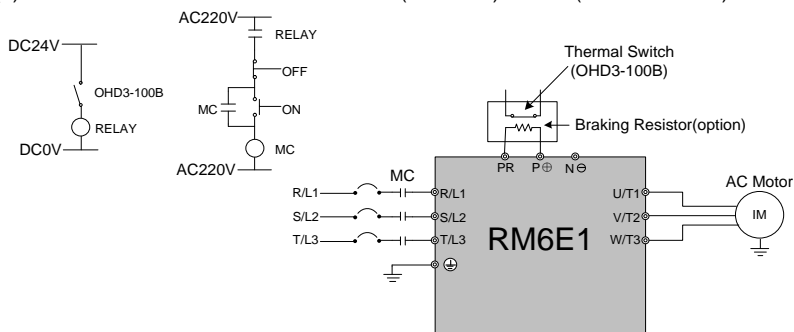 DC24V
OHD3-100B
RELAY
DC0V
AC220V
RELAY
OFF
MC
ON
MC
AC220V
Thermal Switch
(OHD3-100B)
Braking Resistor(option)
PR
P⊕
N⊖
MC
R/L1
R/L1
S/L2
S/L2
T/L3
T/L3
RM6E1
U/T1
V/T2
W/T3
AC Motor
IM